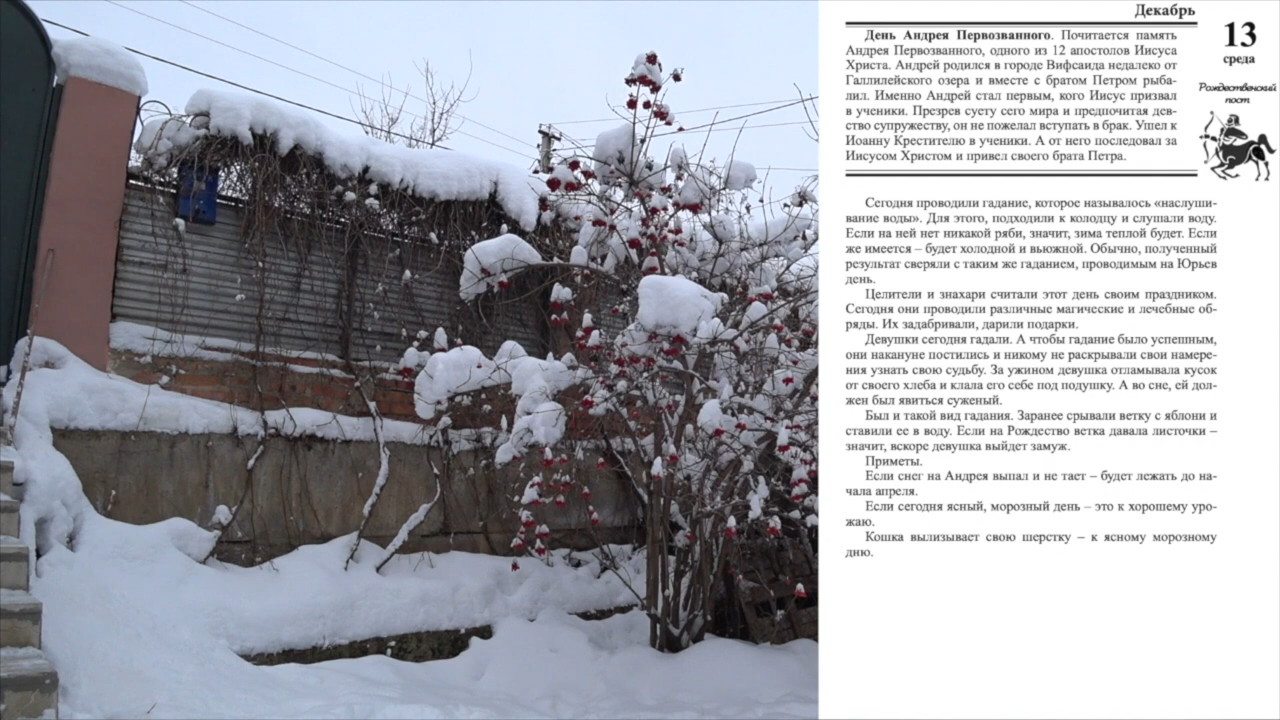 Декабрь
День Андрея Первозванного. Почитается память
Андрея Первозванного, одного из 12 апостолов Иисуса
Христа. Андрей родился в городе Вифсаида недалеко от
Галлилейского озера и вместе с братом Петром рыба-
лил. Именно Андрей стал первым, кого Иисус призвал
в ученики. Презрев суету сего мира и предпочитая дев-
ство супружеству, он не пожелал вступать в брак. Ушел к
Иоанну Крестителю в ученики. А от него последовал за
Иисусом Христом и привел своего брата Петра.
13
среда
Рождественский
пост
Сегодня проводили гадание, которое называлось «наслуши-
вание воды». Для этого, подходили к колодцу и слушали воду.
Если на ней нет никакой ряби, значит, зима теплой будет. Если
же имеется – будет холодной и вьюжной. Обычно, полученный
результат сверяли с таким же гаданием, проводимым на Юрьев
день.
Целители и знахари считали этот день своим праздником.
Сегодня они проводили различные магические и лечебные об-
ряды. Их задабривали, дарили подарки.
Девушки сегодня гадали. А чтобы гадание было успешным,
они накануне постились и никому не раскрывали свои намере-
ния узнать свою судьбу. За ужином девушка отламывала кусок
от своего хлеба и клала его себе под подушку. А во сне, ей дол-
жен был явиться суженый.
Был и такой вид гадания. Заранее срывали ветку с яблони и
ставили ее в воду. Если на Рождество ветка давала листочки –
значит, вскоре девушка выйдет замуж.
Приметы.
Если снег на Андрея выпал и не тает – будет лежать до на-
чала апреля.
Если сегодня ясный, морозный день – это к хорошему уро-
жаю.
Кошка вылизывает свою шерстку – к ясному морозному
дню.